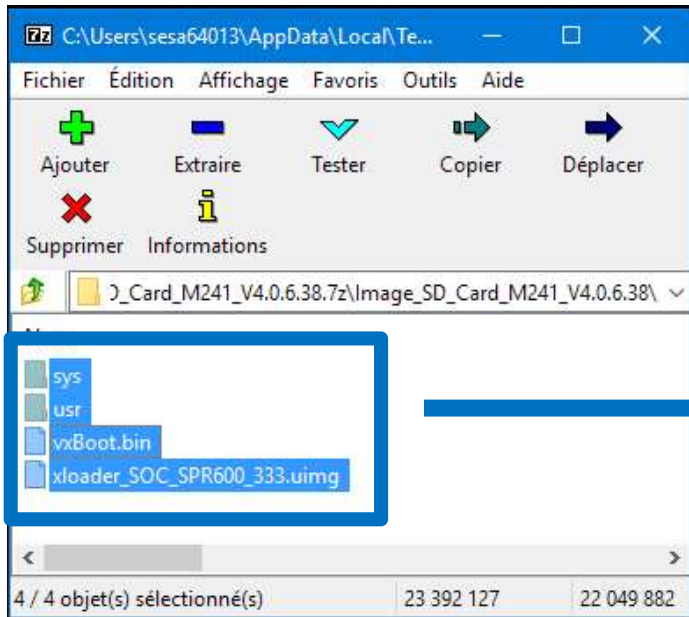 C:\Users\sesa64013\AppData\Local\Te...
Fichier Édition Affichage Favoris Outils Aide
Ajouter Extraire Tester Copier Déplacer
Supprimer Informations
D_Card_M241_V4.0.6.38.7z\Image_SD_Card_M241_V4.0.6.38\
sys
usr
vxBoot.bin
xloader_SOC_SPR600_333.uimg
4 / 4 objet(s) sélectionné(s) 23 392 127 22 049 882